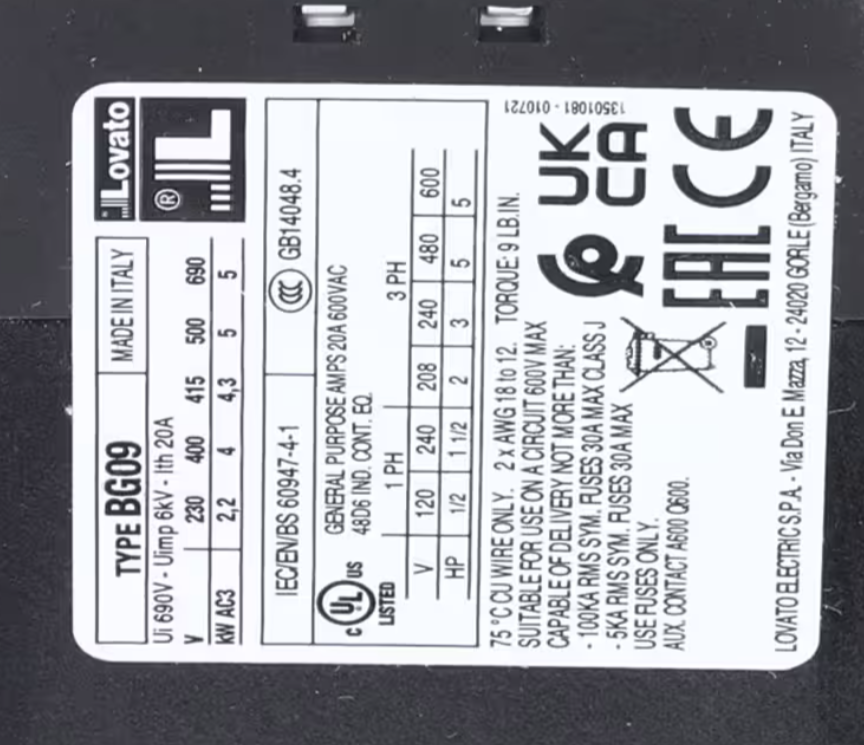 TYPE BG09 MADE IN ITALY Lovato
Ui 690V - Uimp 6kV - Ith 20A
V 230 400 415 500 690
kW AC3 2,2 4 4,3 5 5
®
IEC/EN/BS 60947-4-1 CCC GB14048.4
C UL US LISTED
GENERAL PURPOSE AMPS 20A 600VAC
48D6 IND. CONT. EQ.
1 PH 3 PH
V 120 240 208 240 480 600
HP 1/2 1 1/2 2 3 5 5
75 °C CU WIRE ONLY. 2 x AWG 18 to 12. TORQUE: 9 LB.IN.
SUITABLE FOR USE ON A CIRCUIT 600V MAX
CAPABLE OF DELIVERY NOT MORE THAN:
- 100KA RMS SYM. FUSES 30A MAX CLASS J
- 5KA RMS SYM. FUSES 30A MAX
USE FUSES ONLY.
AUX. CONTACT A600 Q600.
13501081 - 010721
UK
CA
EAC CE
LOVATO ELECTRIC S.P.A. - Via Don E. Mazza, 12 - 24020 GORLE (Bergamo) ITALY